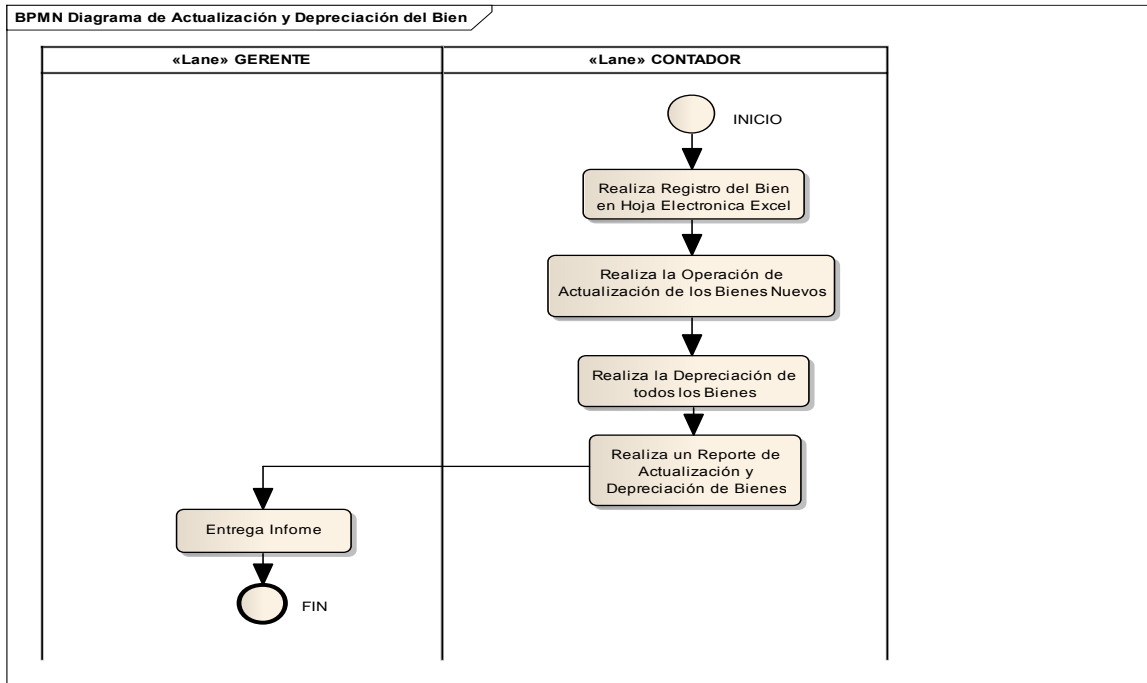 BPMN Diagrama de Actualización y Depreciación del Bien
«Lane» GERENTE
«Lane» CONTADOR
INICIO
Realiza Registro del Bien
en Hoja Electronica Excel
Realiza la Operación de
Actualización de los Bienes Nuevos
Realiza la Depreciación de
todos los Bienes
Realiza un Reporte de
Actualización y
Depreciación de Bienes
Entrega Infome
FIN